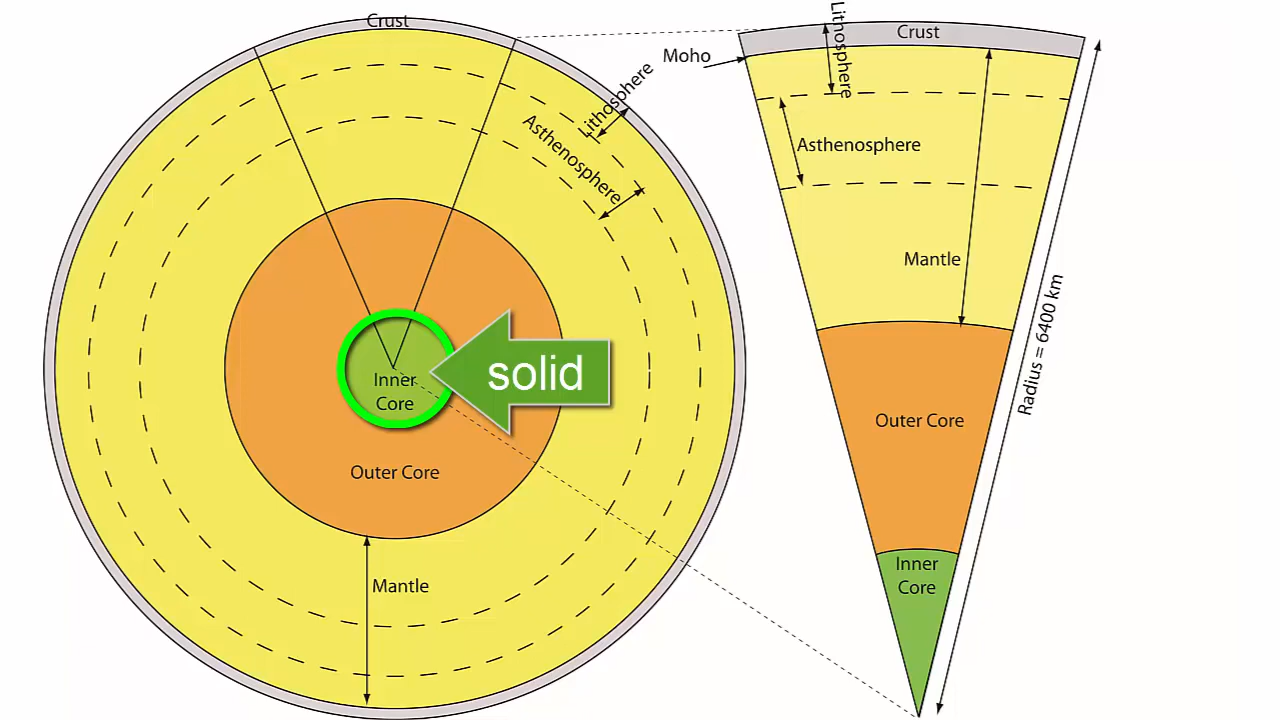 Crust
Lithosphere
Asthenosphere
solid
Inner
Core
Outer Core
Mantle
Lithosphere
Crust
Moho
Asthenosphere
Mantle
Radius = 6400 km
Outer Core
Inner
Core